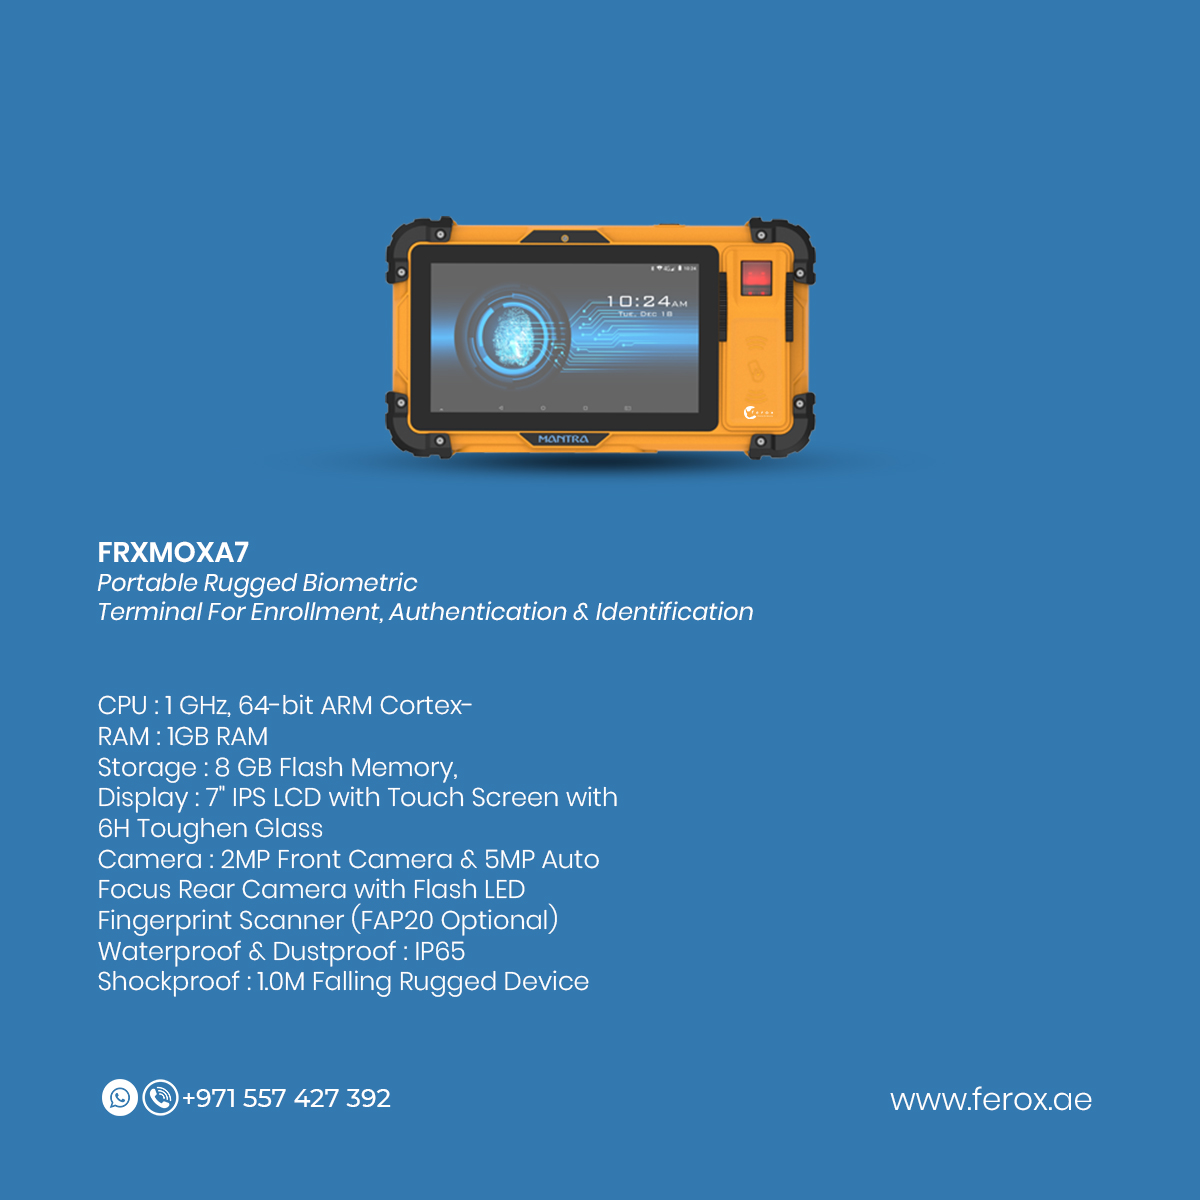 10:24
10:24AM
Tue, Dec 18
MANTRA
FRXMOXA7
Portable Rugged Biometric
Terminal For Enrollment, Authentication & Identification
CPU : 1 GHz, 64-bit ARM Cortex-
RAM : 1GB RAM
Storage : 8 GB Flash Memory,
Display : 7" IPS LCD with Touch Screen with
6H Toughen Glass
Camera : 2MP Front Camera & 5MP Auto
Focus Rear Camera with Flash LED
Fingerprint Scanner (FAP20 Optional)
Waterproof & Dustproof : IP65
Shockproof : 1.0M Falling Rugged Device
+971 557 427 392
www.ferox.ae